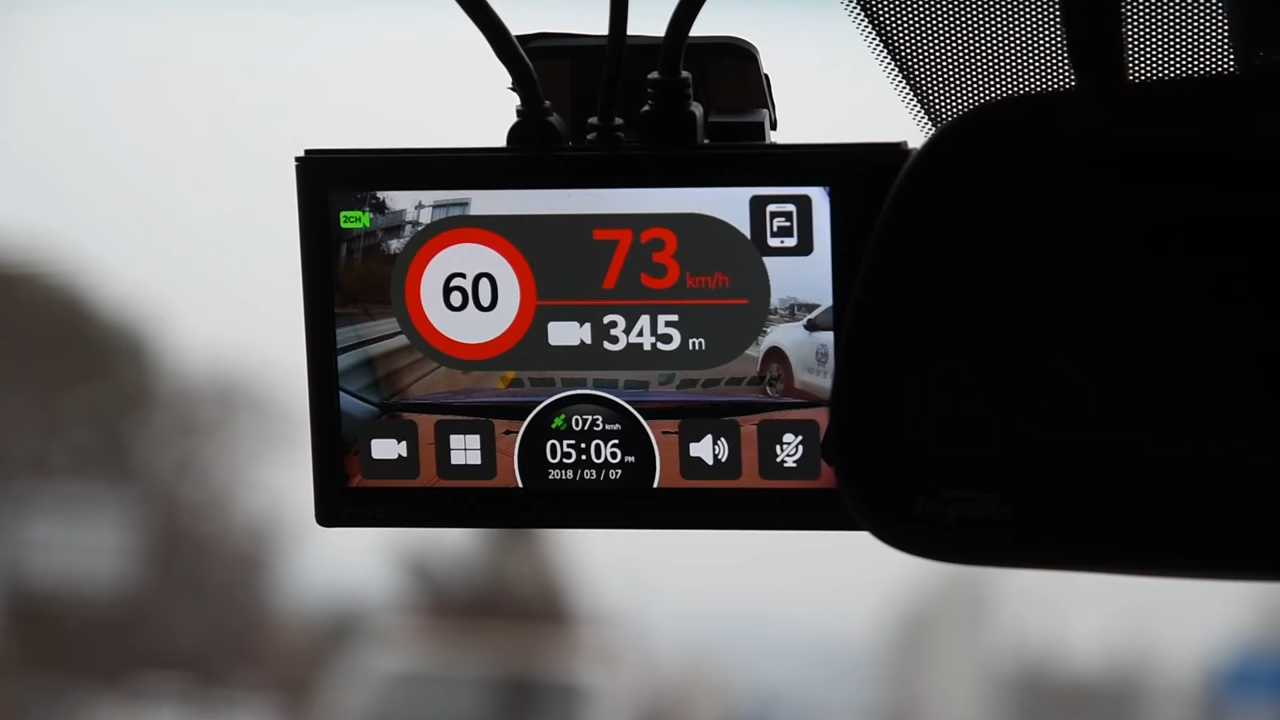 2CH
60
73 km/h
345 m
073 km/h
05:06 PM
2018 / 03 / 07